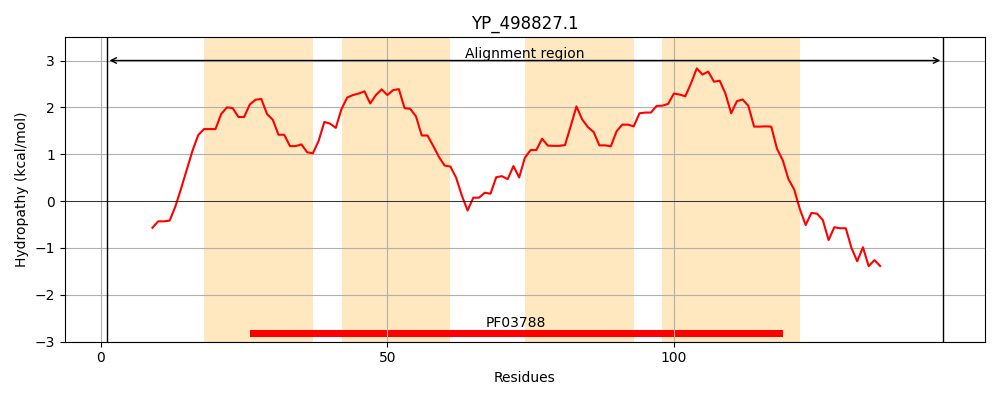 YP_498827.1
Alignment region
Hydropathy (kcal/mol)
3
2
1
0
−1
−2
−3
PF03788
0
50
100
Residues